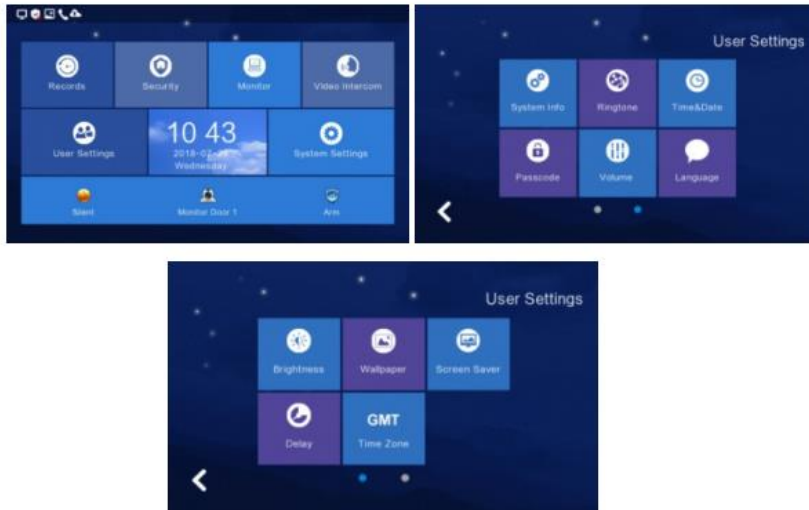 Records Security Monitor Video Intercom
User Settings
10 43
Wednesday
System Settings
Silent Monitor Door 1 Arm
User Settings
System Info Ringtone Time&Date
Passcode Volume Language
User Settings
Brightness Wallpaper Screen Saver
GMT
Delay Time Zone